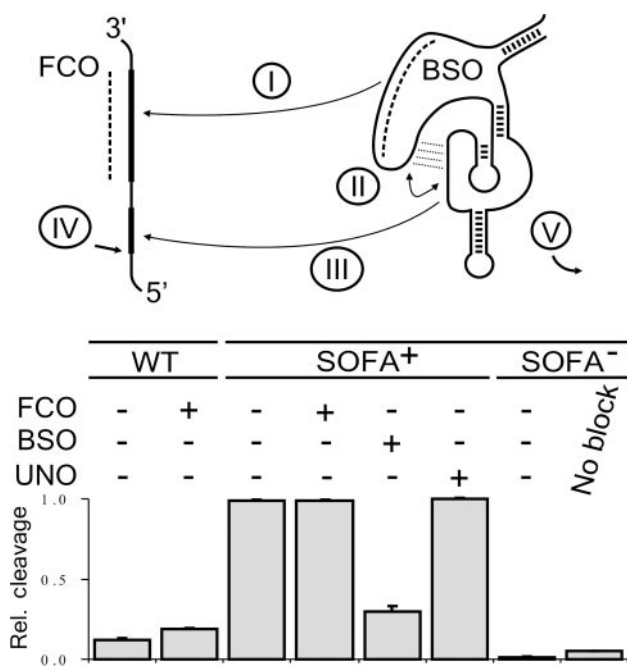 3'
FCO
BSO
I
II
IV
III
V
5'
WT SOFA+ SOFA-
FCO - + - + - - -
BSO - - - - + - -
UNO - - - - - + -
No block
Rel. cleavage
1.0
0.5
0.0